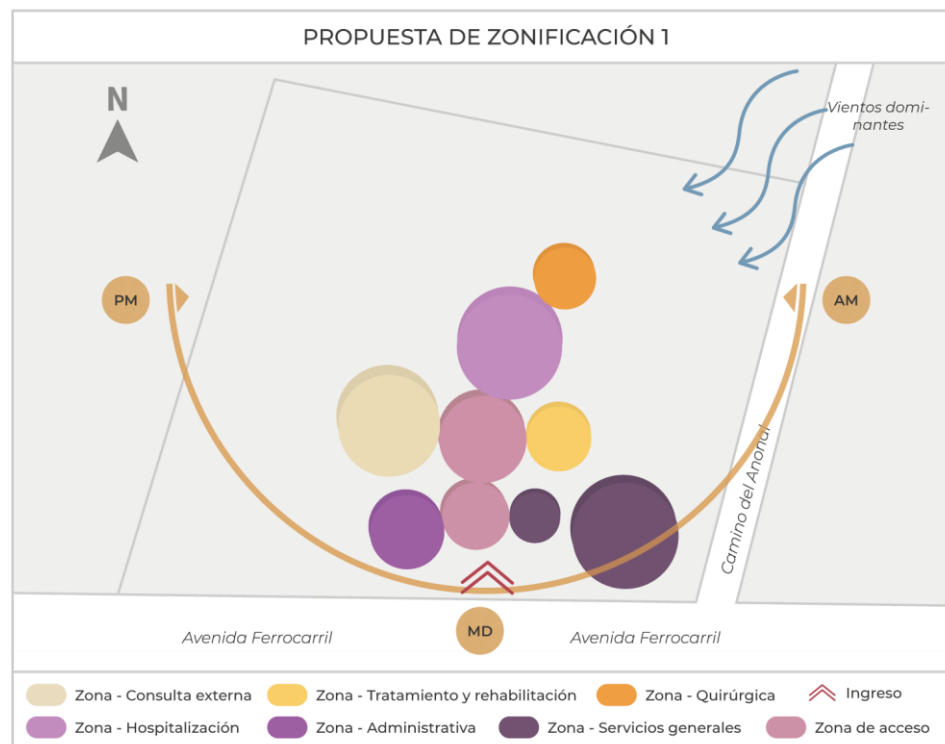 PROPUESTA DE ZONIFICACIÓN 1
N
Vientos domi-
nantes
PM
AM
Camino del Anonal
MD
Avenida Ferrocarril
Avenida Ferrocarril
Zona - Consulta externa
Zona - Tratamiento y rehabilitación
Zona - Quirúrgica
Ingreso
Zona - Hospitalización
Zona - Administrativa
Zona - Servicios generales
Zona de acceso